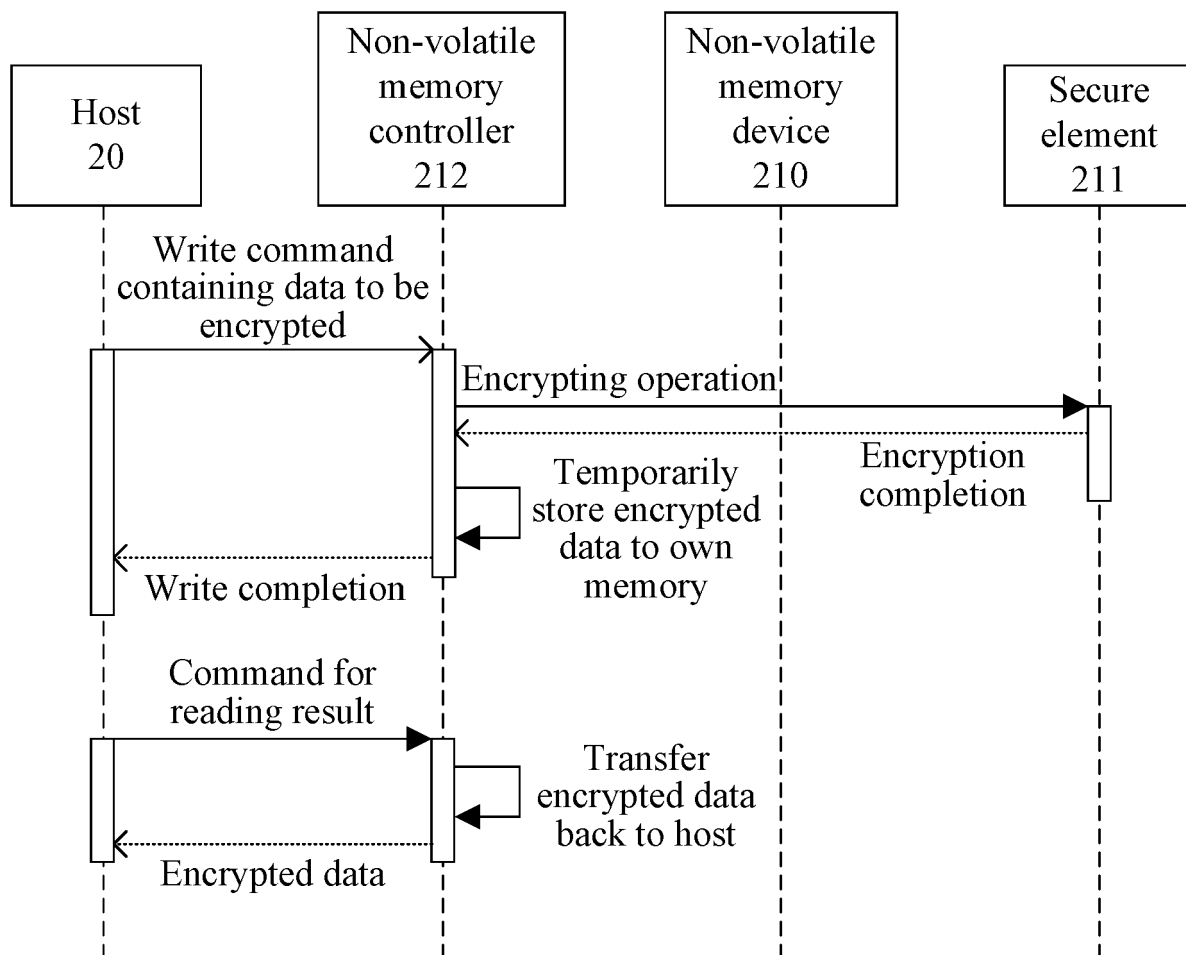 Host
20
Non-volatile
memory
controller
212
Non-volatile
memory
device
210
Secure
element
211
Write command
containing data to be
encrypted
Encrypting operation
Encryption
completion
Temporarily
store encrypted
data to own
memory
Write completion
Command for
reading result
Transfer
encrypted data
back to host
Encrypted data